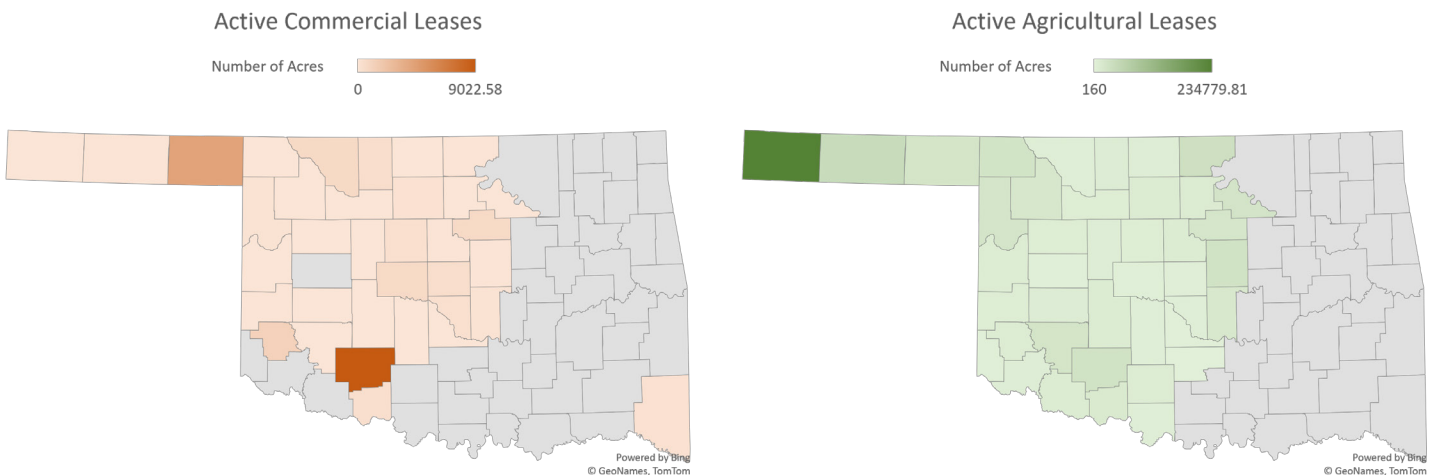 Active Commercial Leases
Number of Acres
0 9022.58
Powered by Bing
© GeoNames, TomTom
Active Agricultural Leases
Number of Acres
160 234779.81
Powered by Bing
© GeoNames, TomTom